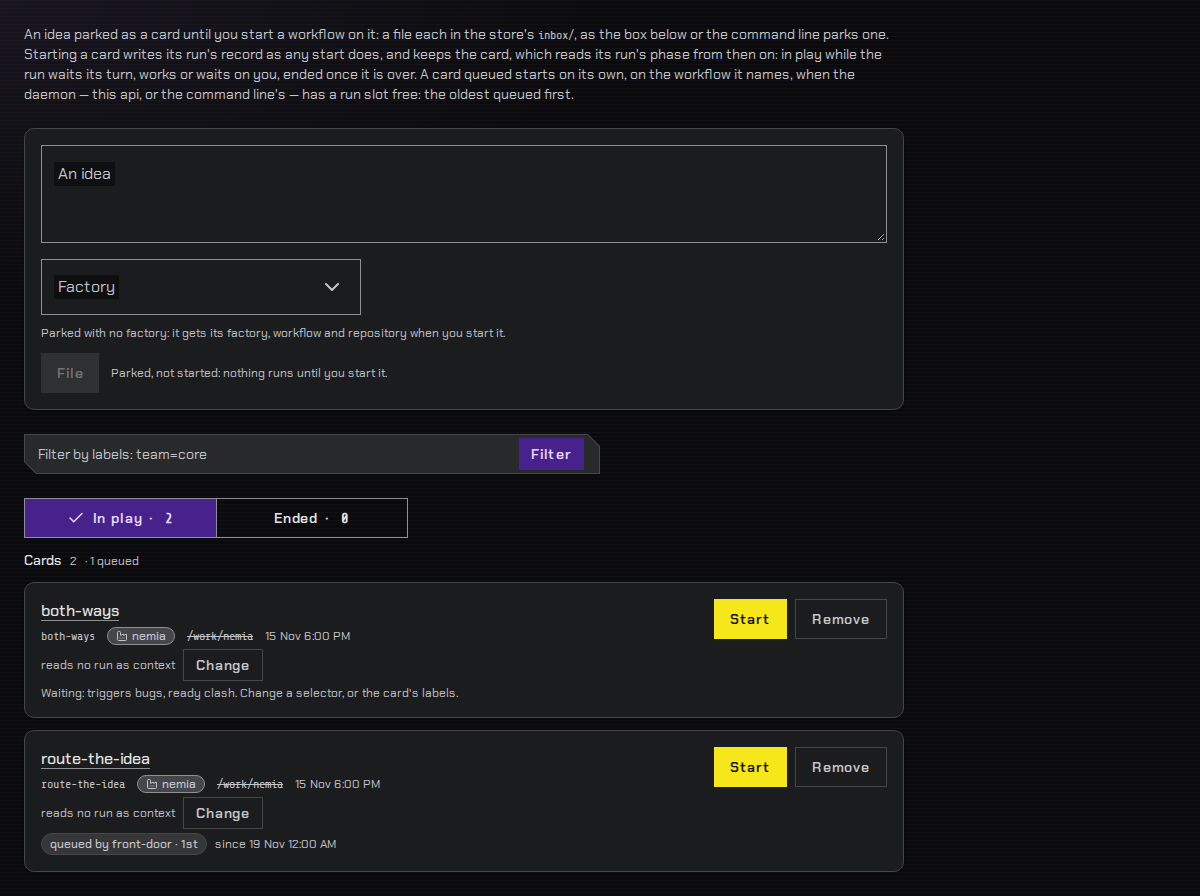 An idea parked as a card until you start a workflow on it: a file each in the store's inbox/, as the box below or the command line parks one.
Starting a card writes its run's record as any start does, and keeps the card, which reads its run's phase from then on: in play while the
run waits its turn, works or waits on you, ended once it is over. A card queued starts on its own, on the workflow it names, when the
daemon — this api, or the command line's — has a run slot free: the oldest queued first.
An idea
Factory
Parked with no factory: it gets its factory, workflow and repository when you start it.
File Parked, not started: nothing runs until you start it.
Filter by labels: team=core Filter
In play · 2 Ended · 0
Cards 2 · 1 queued
both-ways Start Remove
both-ways nemia /work/nemia 15 Nov 6:00 PM
reads no run as context Change
Waiting: triggers bugs, ready clash. Change a selector, or the card's labels.
route-the-idea Start Remove
route-the-idea nemia /work/nemia 15 Nov 6:00 PM
reads no run as context Change
queued by front-door · 1st since 19 Nov 12:00 AM